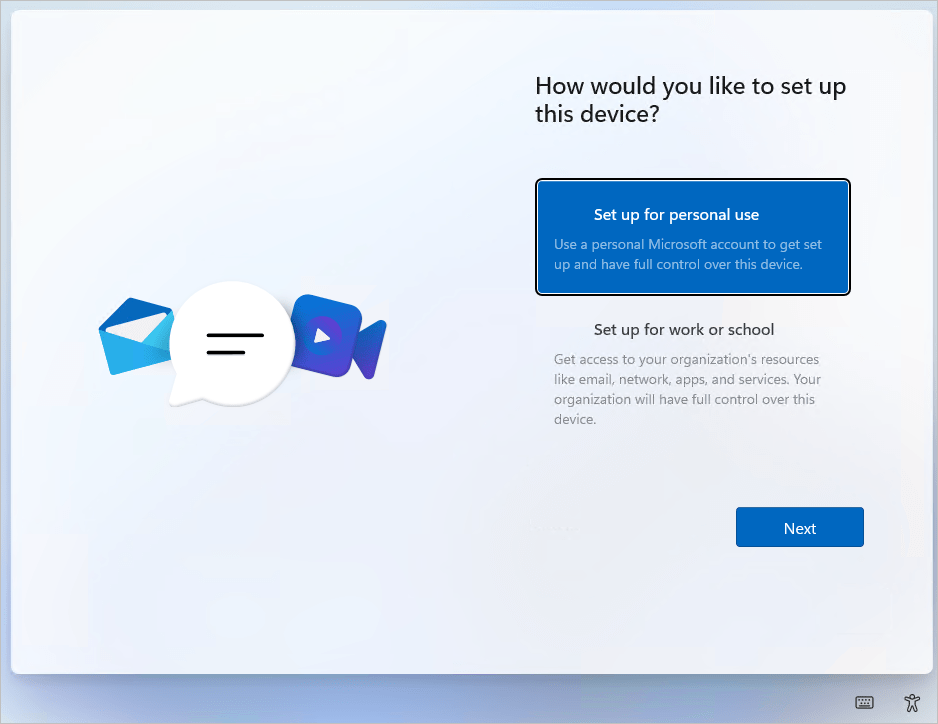 How would you like to set up
this device?
Set up for personal use
Use a personal Microsoft account to get set
up and have full control over this device.
Set up for work or school
Get access to your organization's resources
like email, network, apps, and services. Your
organization will have full control over this
device.
Next